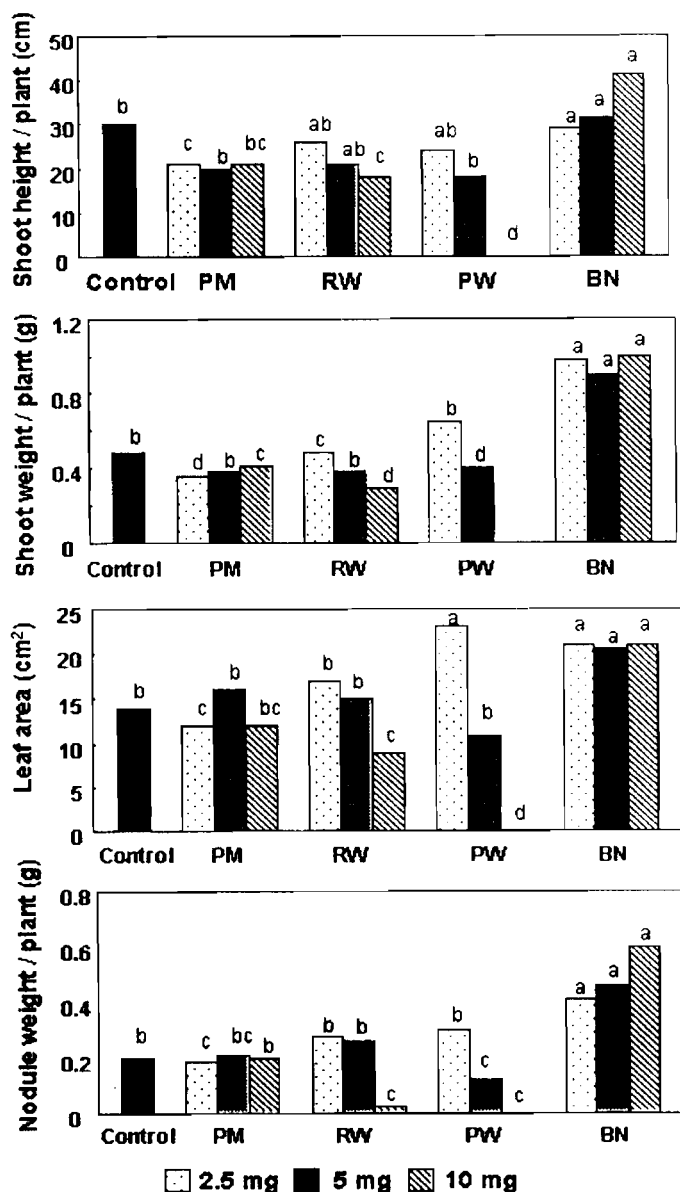 Shoot height / plant (cm)
50
40
30
20
10
0
b
c b bc
ab ab c
ab b d
a a a
Control PM RW PW BN
Shoot weight / plant (g)
1.2
0.8
0.4
0
b
d b c
c b d
b d
a a a
Control PM RW PW BN
Leaf area (cm²)
25
20
15
10
5
0
b
c b bc
b b c
a b d
a a a
Control PM RW PW BN
Nodule weight / plant (g)
0.8
0.6
0.4
0.2
0
b
c bc b
b b c
b c c
a a a
Control PM RW PW BN
2.5 mg 5 mg 10 mg